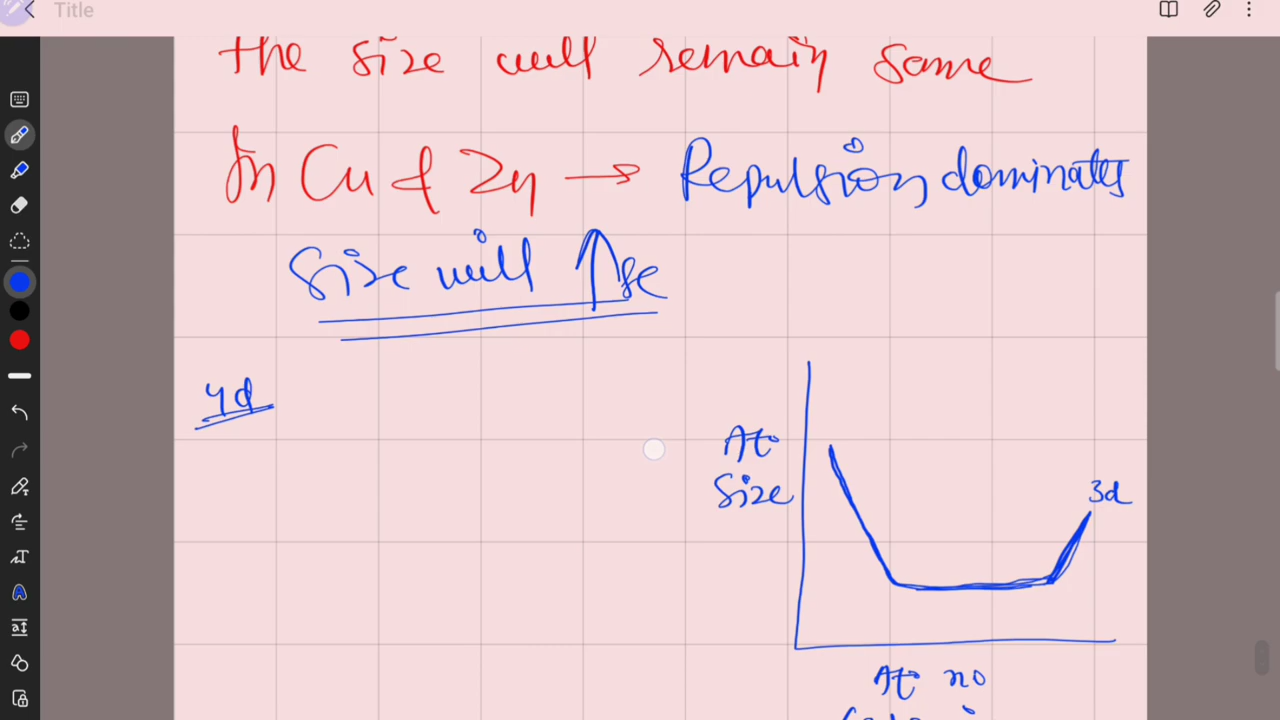 Title
the size will remain same
In Cu & Zn → Repulsion dominates
Size will ↑se
4d
At
Size
3d
At no